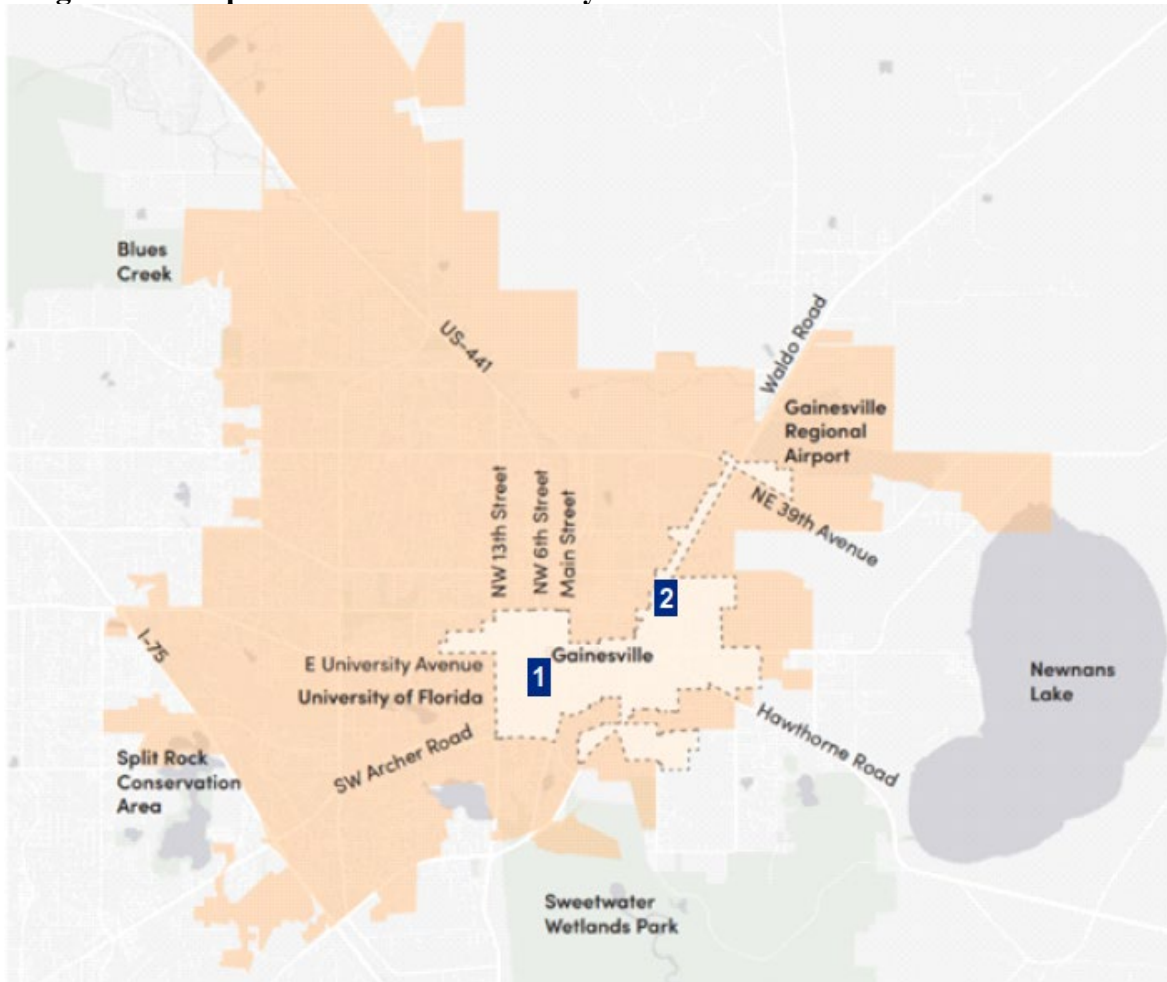 Blues
Creek
US-441
Waldo Road
Gainesville
Regional
Airport
NE 39th Avenue
NW 13th Street
NW 6th Street
Main Street
2
I-75
E University Avenue
Gainesville
1
University of Florida
Newnans
Lake
SW Archer Road
Hawthorne Road
Split Rock
Conservation
Area
Sweetwater
Wetlands Park